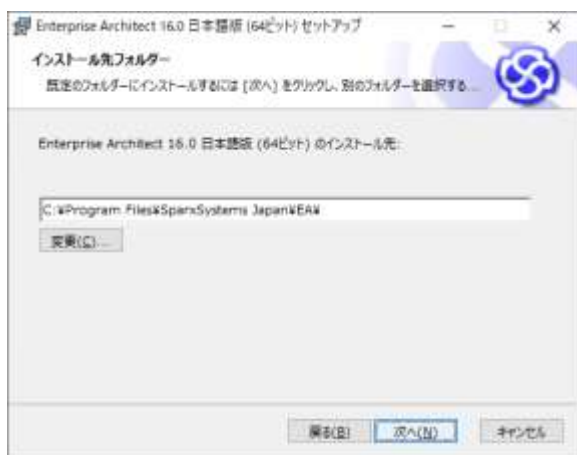 Enterprise Architect 16.0 日本語版 (64ビット) セットアップ
インストール先フォルダー
既定のフォルダーにインストールするには [次へ] をクリックし、別のフォルダーを選択する...
Enterprise Architect 16.0 日本語版 (64ビット) のインストール先:
C:¥Program Files¥SparxSystems Japan¥EA¥
変更(C)...
戻る(B) 次へ(N) キャンセル